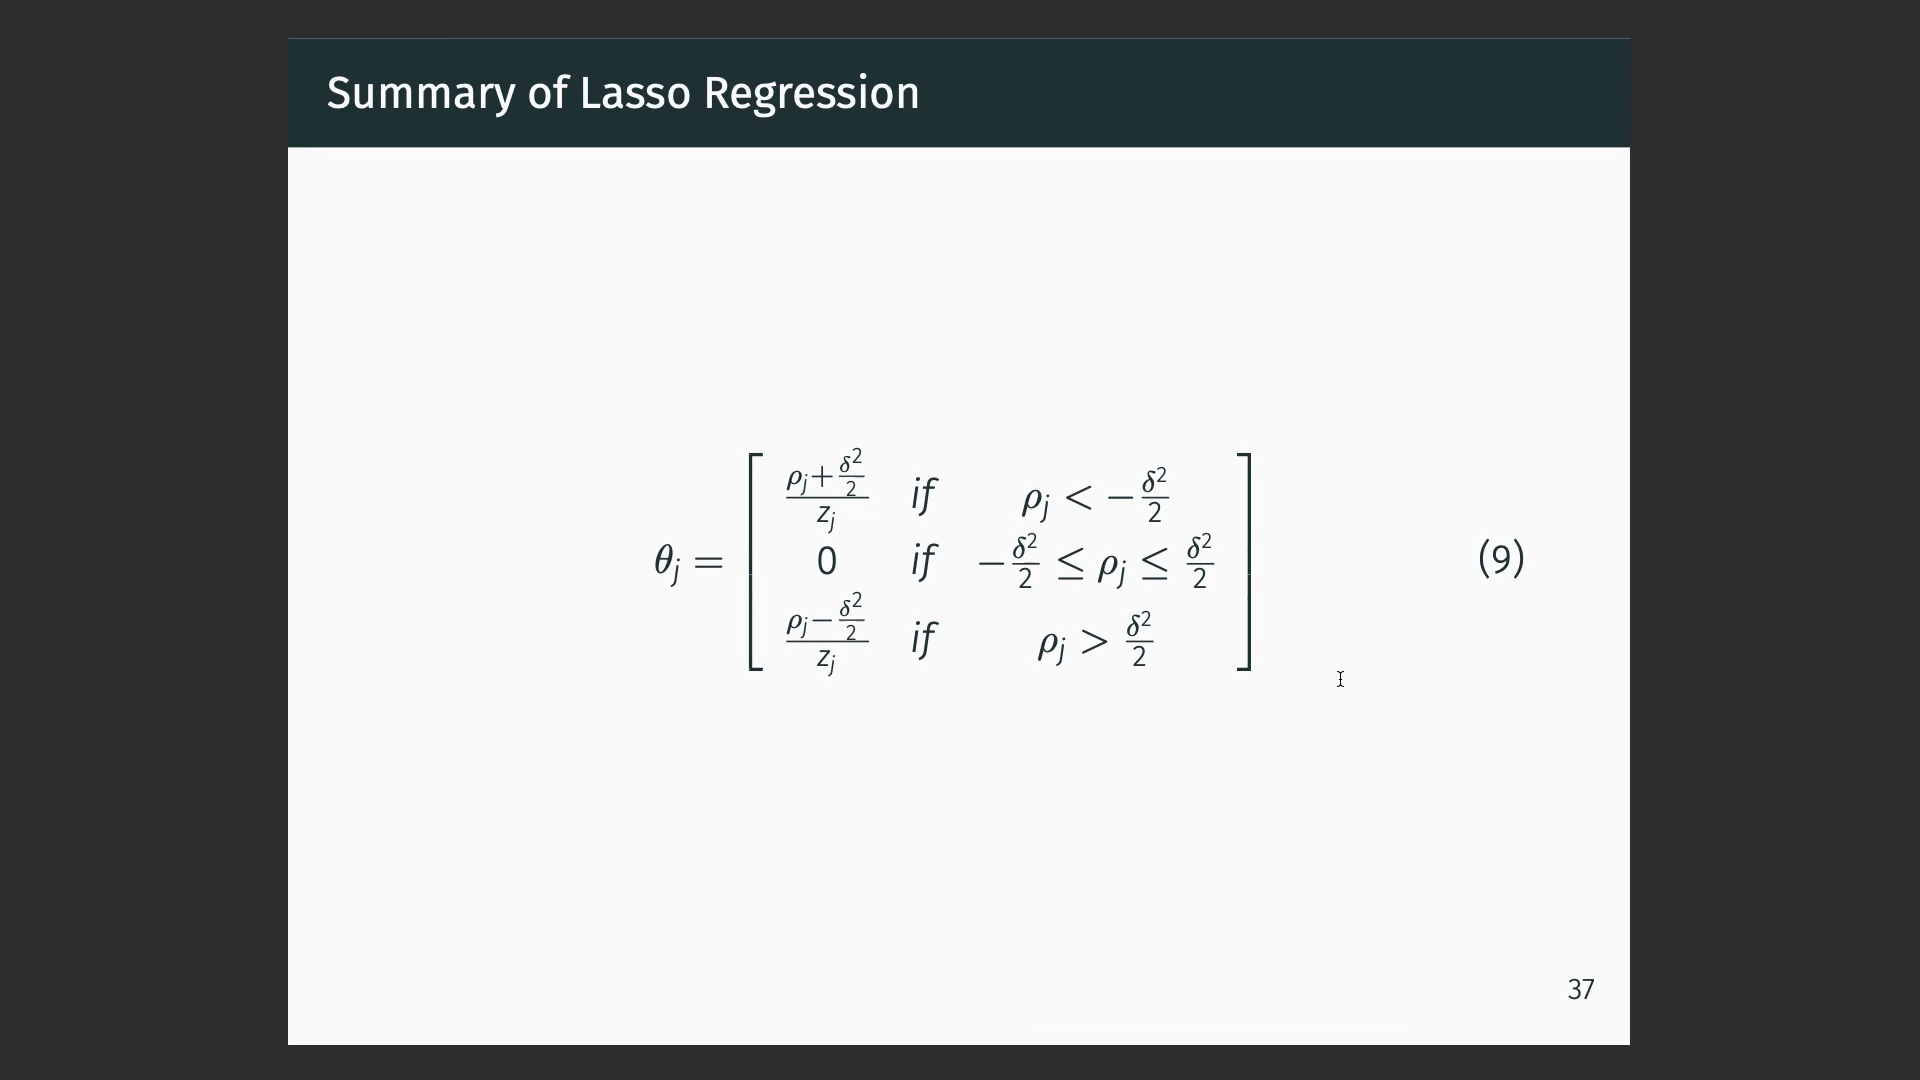 Summary of Lasso Regression
θ_j = [ (ρ_j + δ²/2)/z_j if ρ_j < −δ²/2
0 if −δ²/2 ≤ ρ_j ≤ δ²/2
(ρ_j − δ²/2)/z_j if ρ_j > δ²/2 ] (9)
37